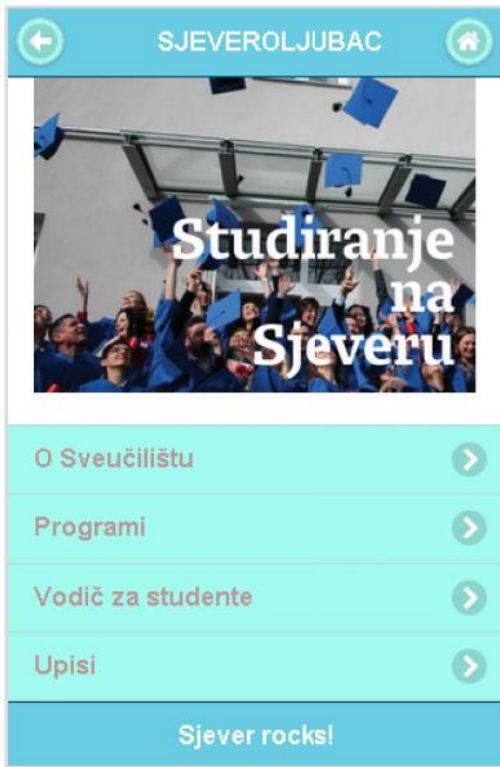 SJEVEROLJUBAC
Studiranje
na
Sjeveru
O Sveučilištu
Programi
Vodič za studente
Upisi
Sjever rocks!